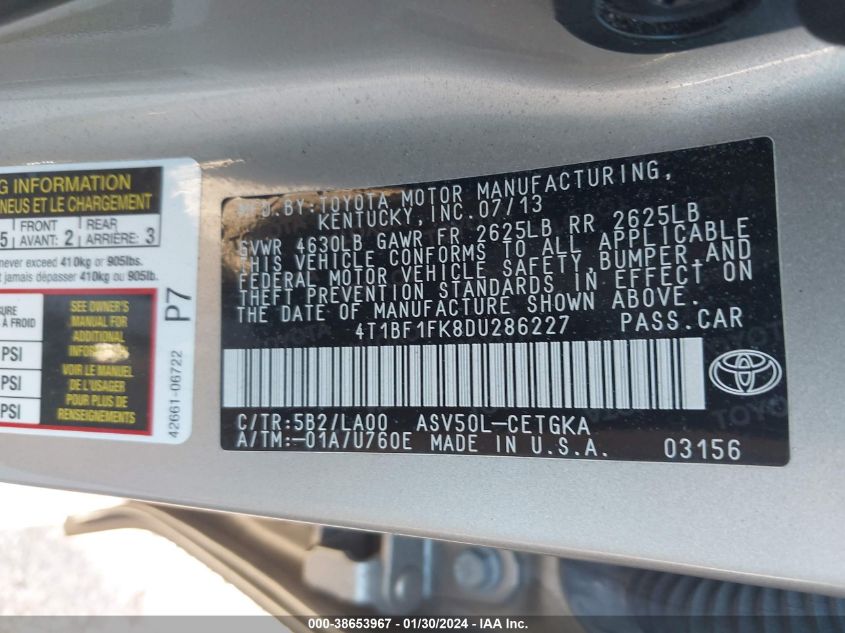 G INFORMATION
NEUS ET LE CHARGEMENT
5 FRONT AVANT: 2 REAR ARRIÈRE: 3
never exceed 410kg or 905lbs.
t jamais dépasser 410kg ou 905lb.
SURE
À FROID
PSI
PSI
PSI
SEE OWNER'S
MANUAL FOR
ADDITIONAL
INFORMATION
VOIR LE MANUEL
DE L'USAGER
POUR PLUS DE
RENSEIGNEMENTS
P7
42661-06722
MFD.BY:TOYOTA MOTOR MANUFACTURING,
KENTUCKY, INC.07/13
GVWR 4630LB GAWR FR 2625LB RR 2625LB
THIS VEHICLE CONFORMS TO ALL APPLICABLE
FEDERAL MOTOR VEHICLE SAFETY,BUMPER,AND
THEFT PREVENTION STANDARDS IN EFFECT ON
THE DATE OF MANUFACTURE SHOWN ABOVE.
4T1BF1FK8DU286227 PASS.CAR
C/TR:5B2/LA00 ASV50L-CETGKA
A/TM:-01A/U760E MADE IN U.S.A.
03156
000-38653967 - 01/30/2024 - © IAA Inc.